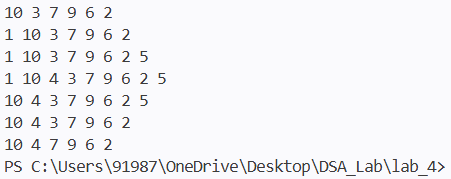 10 3 7 9 6 2
1 10 3 7 9 6 2
1 10 3 7 9 6 2 5
1 10 4 3 7 9 6 2 5
10 4 3 7 9 6 2 5
10 4 3 7 9 6 2
10 4 7 9 6 2
PS C:\Users\91987\OneDrive\Desktop\DSA_Lab\lab_4>